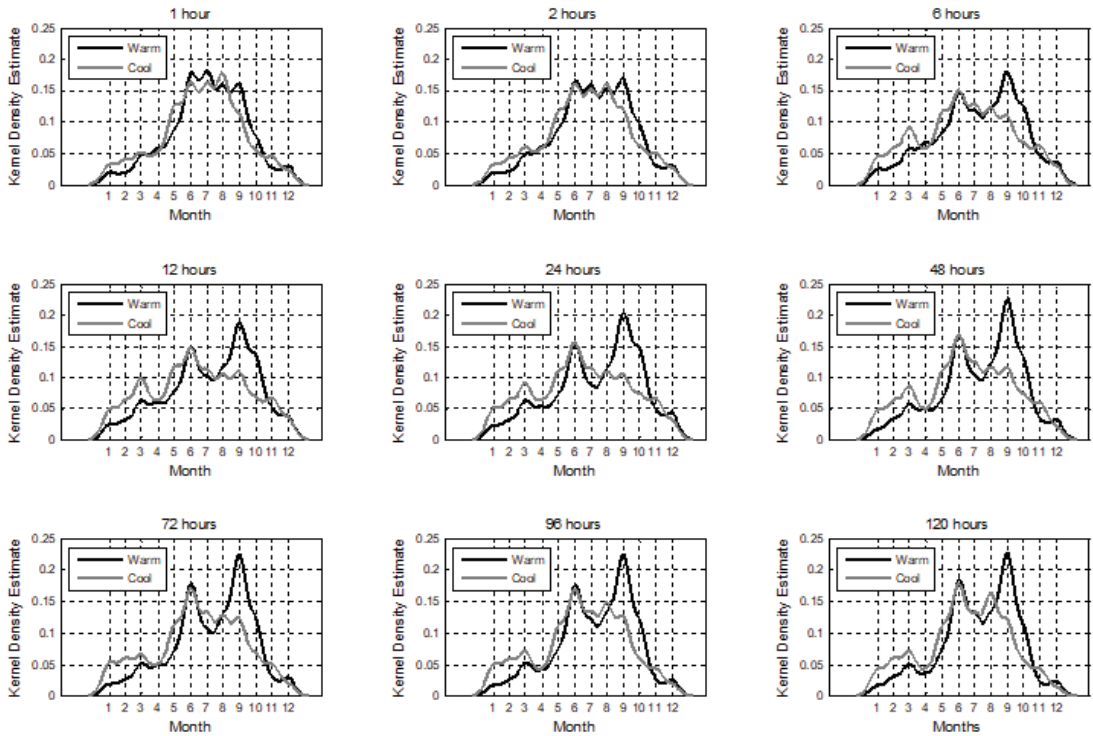 1 hour
0.25
0.2
0.15
0.1
0.05
0
Kernel Density Estimate
Warm
Cool
1 2 3 4 5 6 7 8 9 10 11 12
Month
2 hours
0.25
0.2
0.15
0.1
0.05
0
Kernel Density Estimate
Warm
Cool
1 2 3 4 5 6 7 8 9 10 11 12
Month
6 hours
0.25
0.2
0.15
0.1
0.05
0
Kernel Density Estimate
Warm
Cool
1 2 3 4 5 6 7 8 9 10 11 12
Month
12 hours
0.25
0.2
0.15
0.1
0.05
0
Kernel Density Estimate
Warm
Cool
1 2 3 4 5 6 7 8 9 10 11 12
Month
24 hours
0.25
0.2
0.15
0.1
0.05
0
Kernel Density Estimate
Warm
Cool
1 2 3 4 5 6 7 8 9 10 11 12
Month
48 hours
0.25
0.2
0.15
0.1
0.05
0
Kernel Density Estimate
Warm
Cool
1 2 3 4 5 6 7 8 9 10 11 12
Month
72 hours
0.25
0.2
0.15
0.1
0.05
0
Kernel Density Estimate
Warm
Cool
1 2 3 4 5 6 7 8 9 10 11 12
Month
96 hours
0.25
0.2
0.15
0.1
0.05
0
Kernel Density Estimate
Warm
Cool
1 2 3 4 5 6 7 8 9 10 11 12
Month
120 hours
0.25
0.2
0.15
0.1
0.05
0
Kernel Density Estimate
Warm
Cool
1 2 3 4 5 6 7 8 9 10 11 12
Months